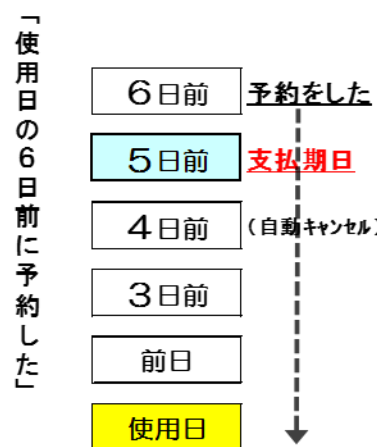 「使用日の6日前に予約した」
6日前 予約をした
5日前 支払期日
4日前 (自動キャンセル)
3日前
前日
使用日